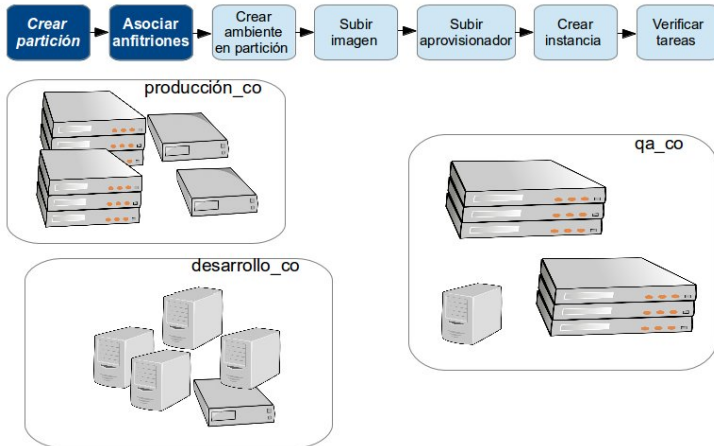 Crear
partición
Asociar
anfitriones
Crear
ambiente
en partición
Subir
imagen
Subir
aprovisionador
Crear
instancia
Verificar
tareas
producción_co
qa_co
desarrollo_co